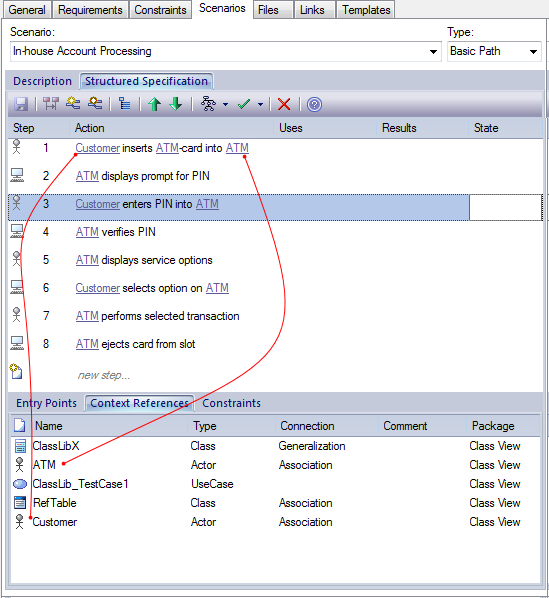 General Requirements Constraints Scenarios Files Links Templates
Scenario: Type:
In-house Account Processing Basic Path
Description Structured Specification
Step Action Uses Results State
1 Customer inserts ATM-card into ATM
2 ATM displays prompt for PIN
3 Customer enters PIN into ATM
4 ATM verifies PIN
5 ATM displays service options
6 Customer selects option on ATM
7 ATM performs selected transaction
8 ATM ejects card from slot
new step...
Entry Points Context References Constraints
Name Type Connection Comment Package
ClassLibX Class Generalization Class View
ATM Actor Association Class View
ClassLib_TestCase1 UseCase Class View
RefTable Class Association Class View
Customer Actor Association Class View